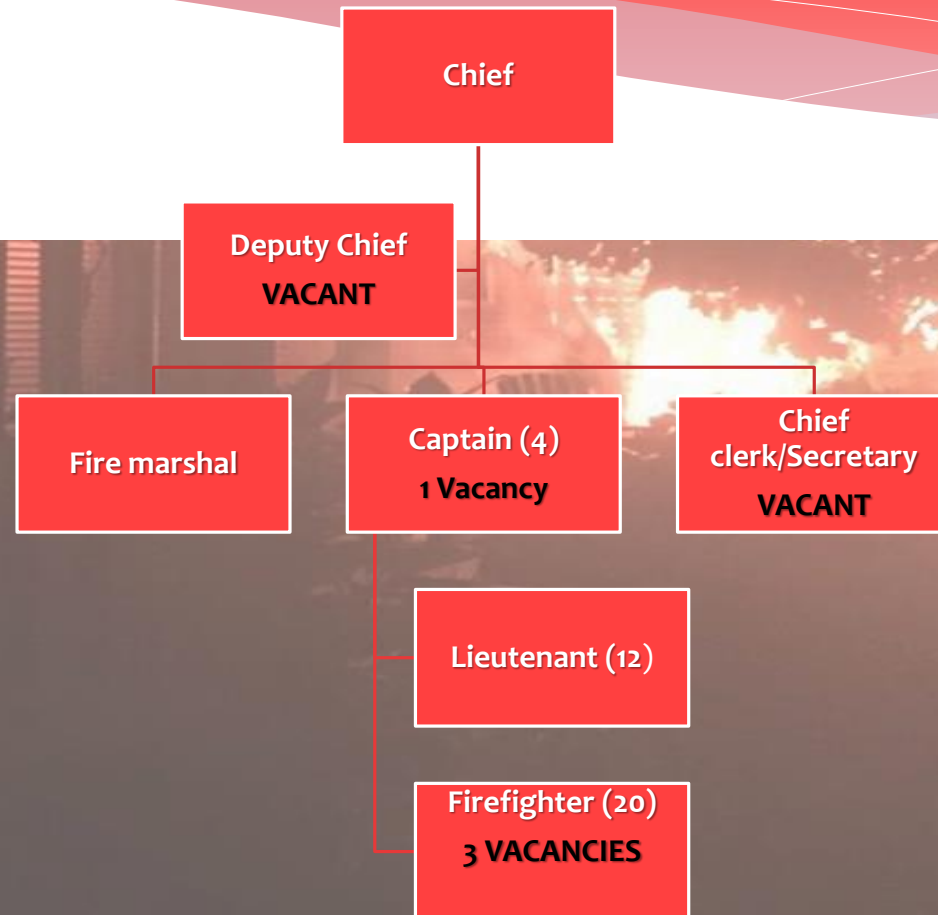 Chief
Deputy Chief
VACANT
Fire marshal
Captain (4)
1 Vacancy
Chief
clerk/Secretary
VACANT
Lieutenant (12)
Firefighter (20)
3 VACANCIES